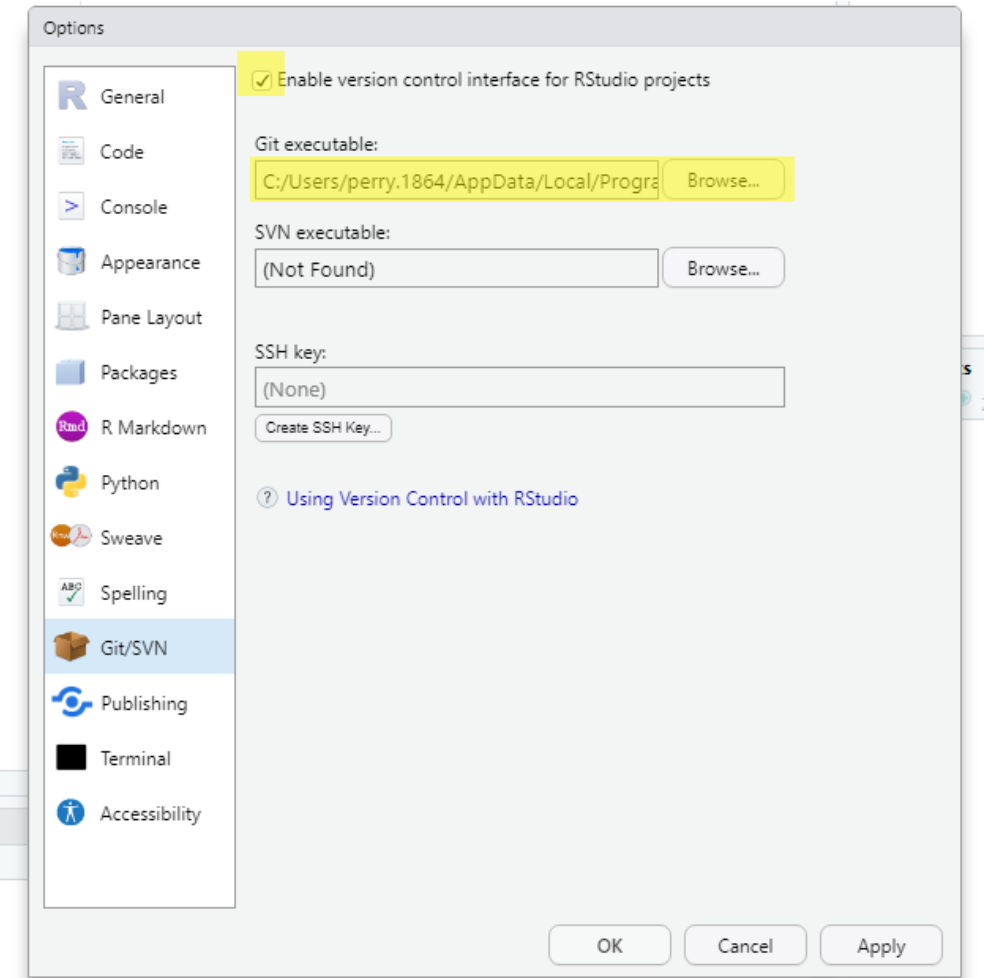 Options
General
Code
Console
Appearance
Pane Layout
Packages
Rmd R Markdown
Python
Sweave
ABC Spelling
Git/SVN
Publishing
Terminal
Accessibility
Enable version control interface for RStudio projects
Git executable:
C:/Users/perry.1864/AppData/Local/Progra Browse...
SVN executable:
(Not Found) Browse...
SSH key:
(None)
Create SSH Key...
? Using Version Control with RStudio
OK Cancel Apply